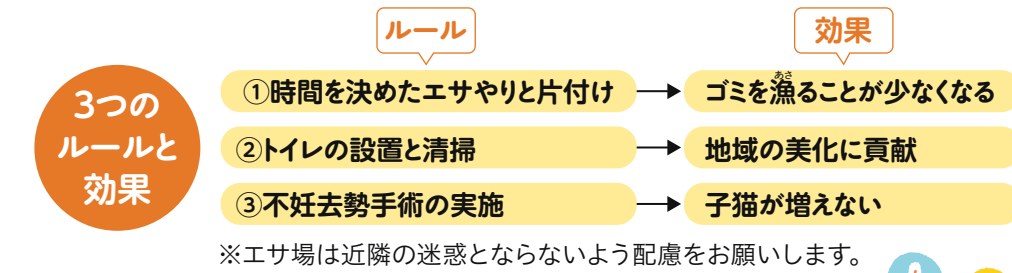 ルール
効果
3つの
ルールと
効果
①時間を決めたエサやりと片付け → ゴミを漁ることが少なくなる
あさ
②トイレの設置と清掃 → 地域の美化に貢献
③不妊去勢手術の実施 → 子猫が増えない
※エサ場は近隣の迷惑とならないよう配慮をお願いします。